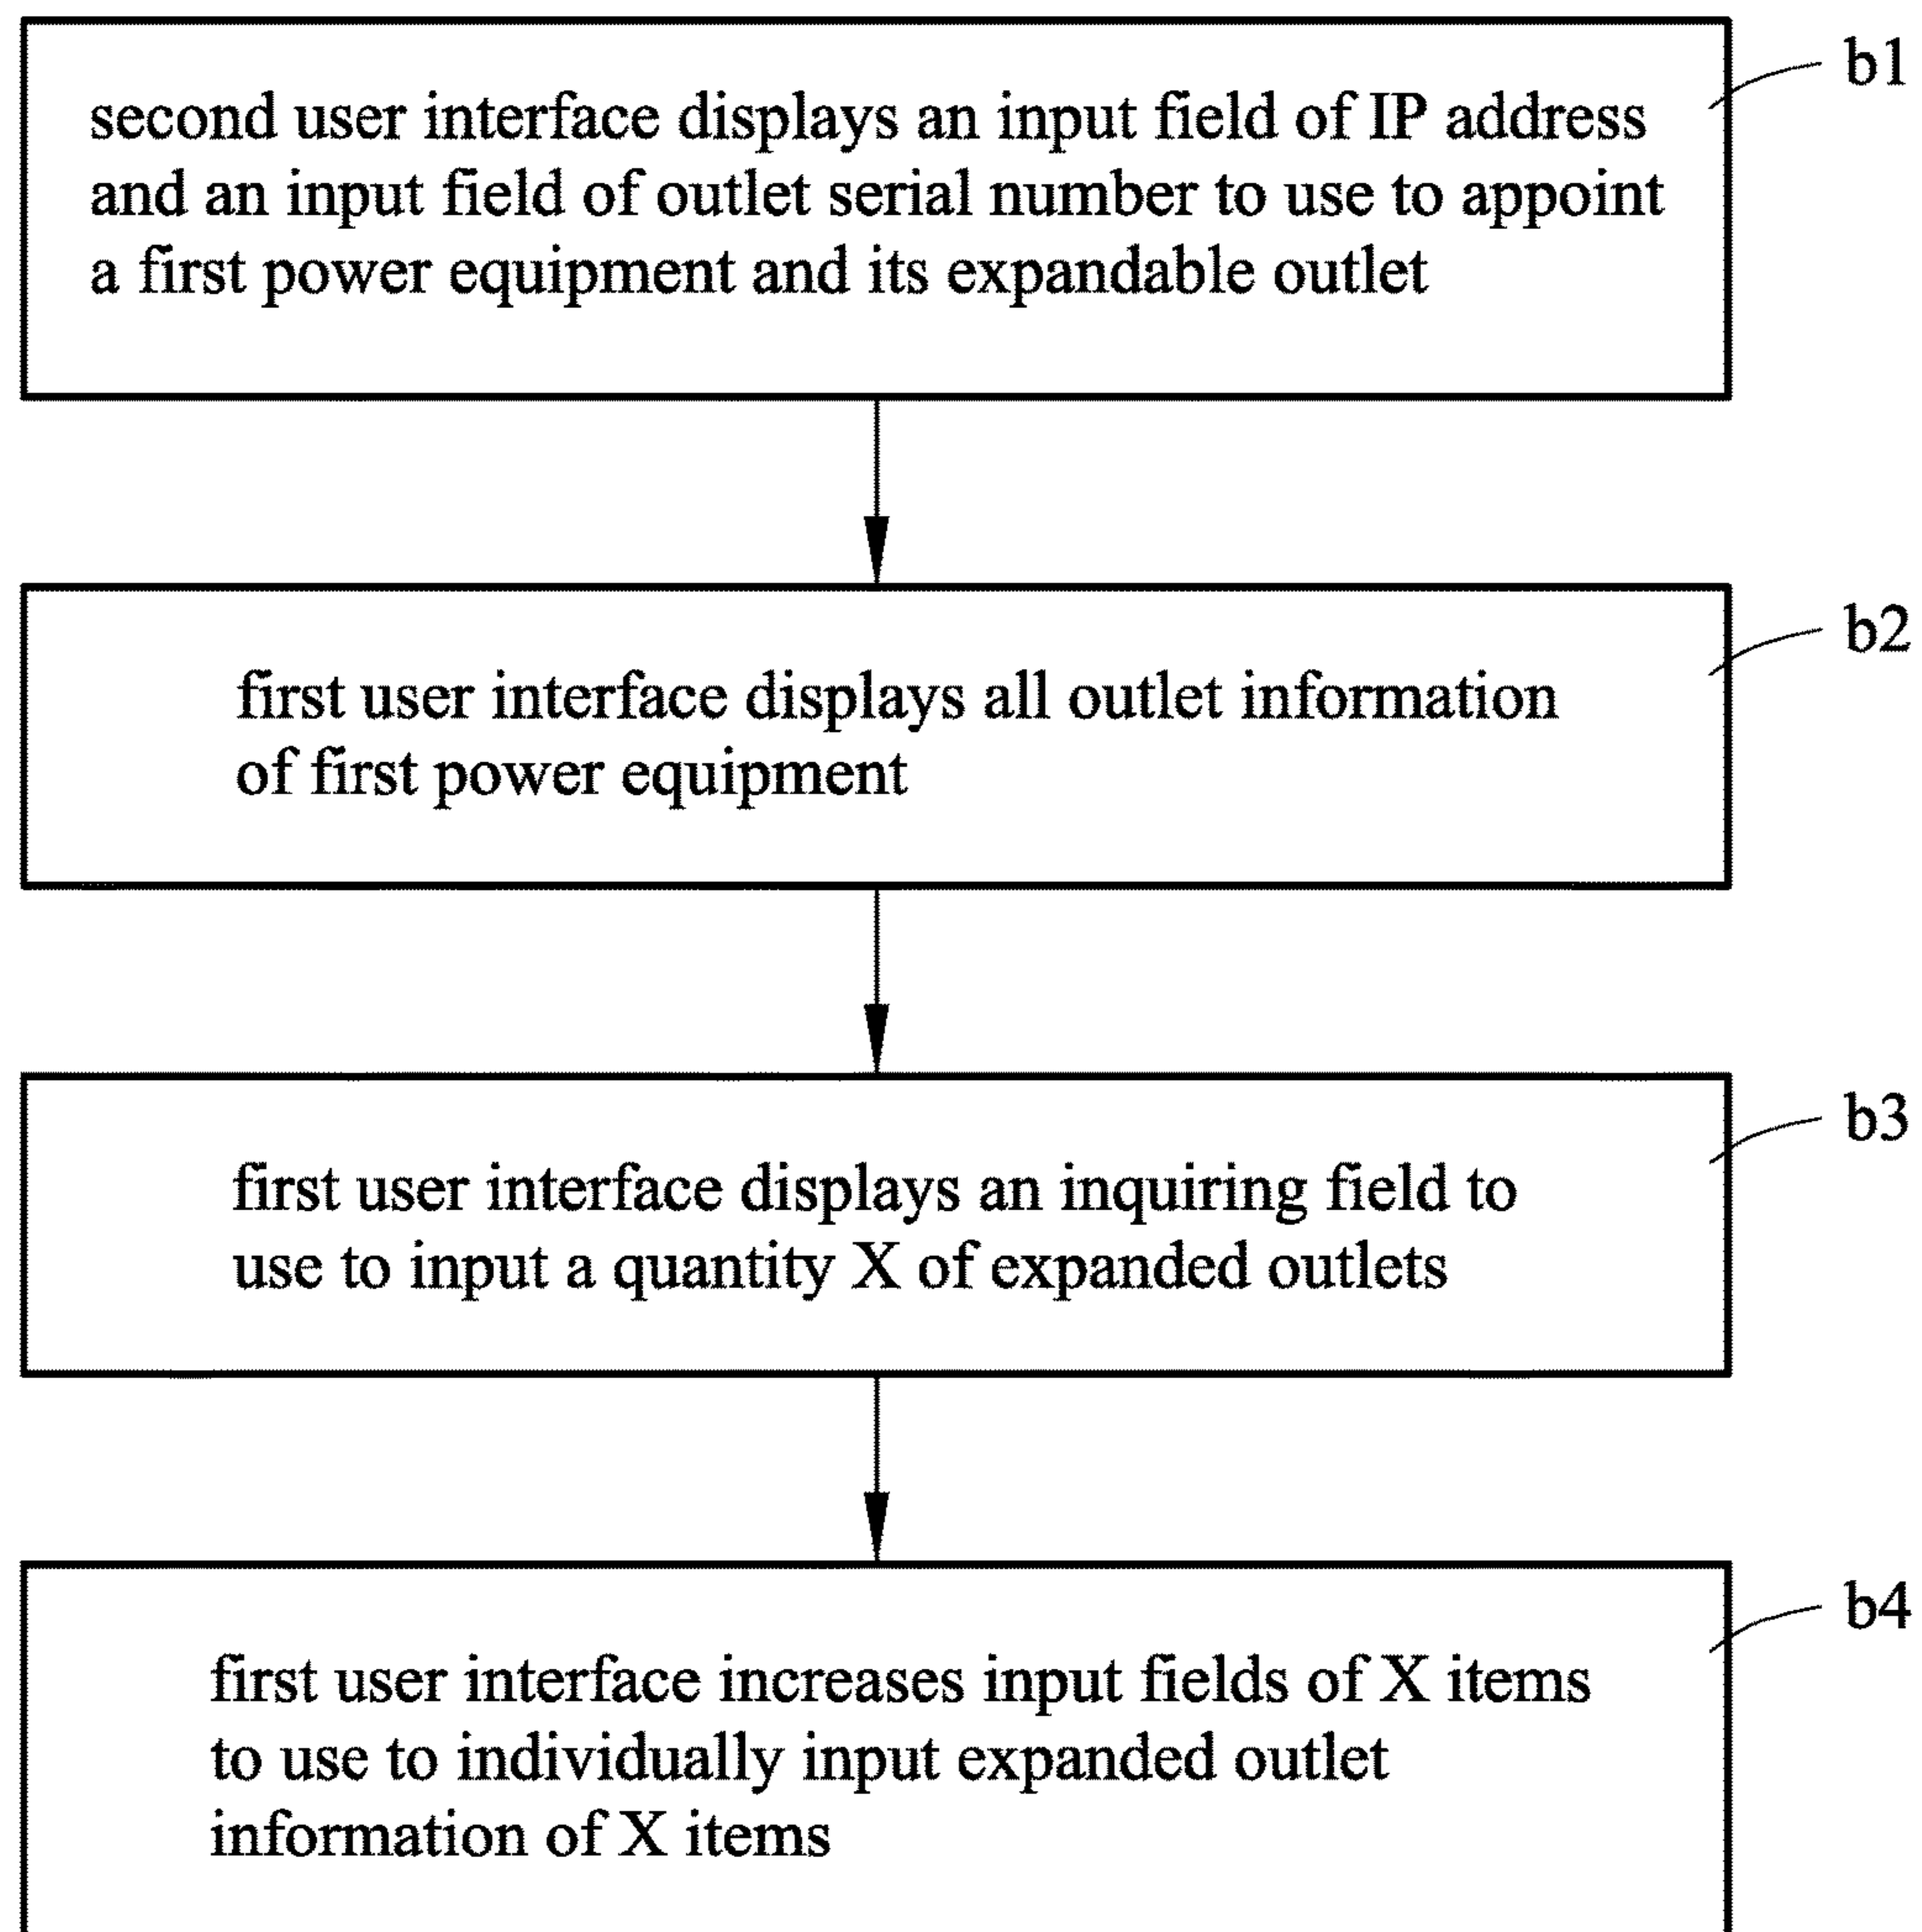 b1
second user interface displays an input field of IP address
and an input field of outlet serial number to use to appoint
a first power equipment and its expandable outlet
b2
first user interface displays all outlet information
of first power equipment
b3
first user interface displays an inquiring field to
use to input a quantity X of expanded outlets
b4
first user interface increases input fields of X items
to use to individually input expanded outlet
information of X items